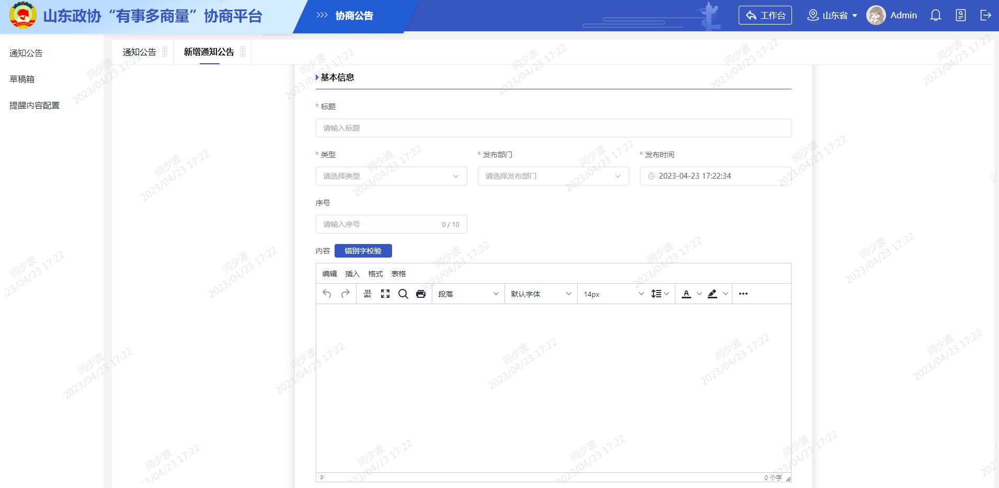 山东政协“有事多商量”协商平台
协商公告
工作台
山东省
Admin
通知公告
草稿箱
提醒内容配置
通知公告
新增通知公告
基本信息
* 标题
请输入标题
* 类型
* 发布部门
* 发布时间
请选择类型
请选择发布部门
2023-04-23 17:22:34
序号
请输入序号
0 / 10
内容
错别字校验
编辑 插入 格式 表格
123
abc
段落
默认字体
14px
A
P
0 个字
闫少波
2023/04/23 17:22